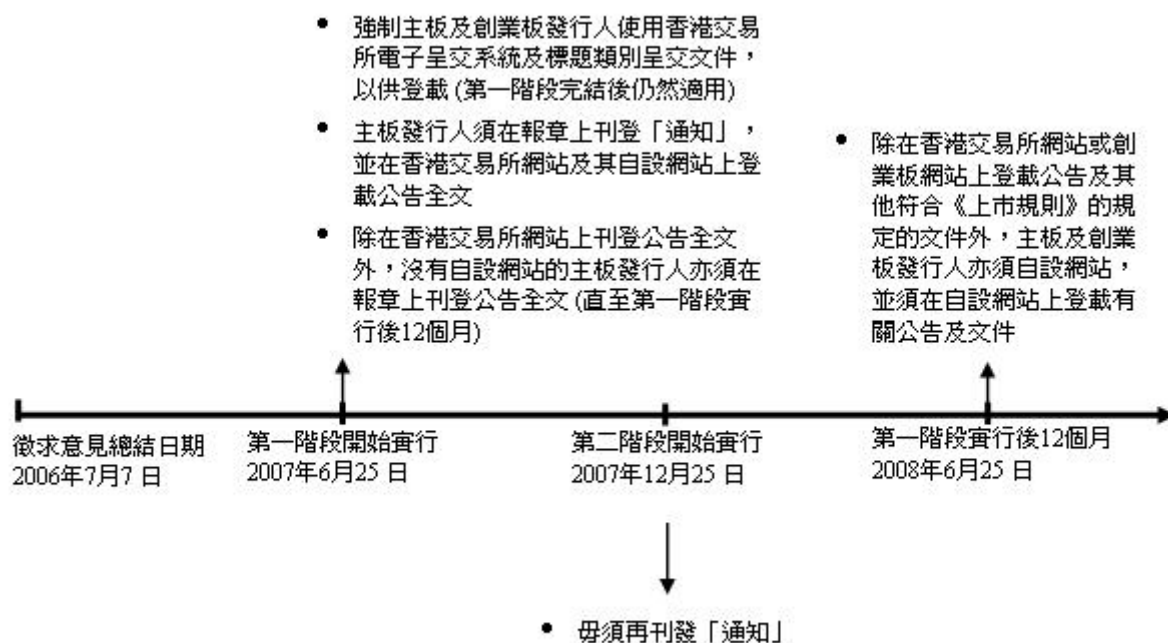 • 強制主板及創業板發行人使用香港交易
所電子呈交系統及標題類別呈交文件，
以供登載 (第一階段完結後仍然適用)
• 主板發行人須在報章上刊登「通知」，
並在香港交易所網站及其自設網站上登
載公告全文
• 除在香港交易所網站上刊登公告全文
外，沒有自設網站的主板發行人亦須在
報章上刊登公告全文 (直至第一階段實
行後12個月)
• 除在香港交易所網站或創
業板網站上登載公告及其
他符合《上市規則》的規
定的文件外，主板及創業
板發行人亦須自設網站，
並須在自設網站上登載有
關公告及文件
徵求意見總結日期
2006年7月7 日
第一階段開始實行
2007年6月25 日
第二階段開始實行
2007年12月25 日
第一階段實行後12個月
2008年6月25 日
• 毋須再刊發「通知」